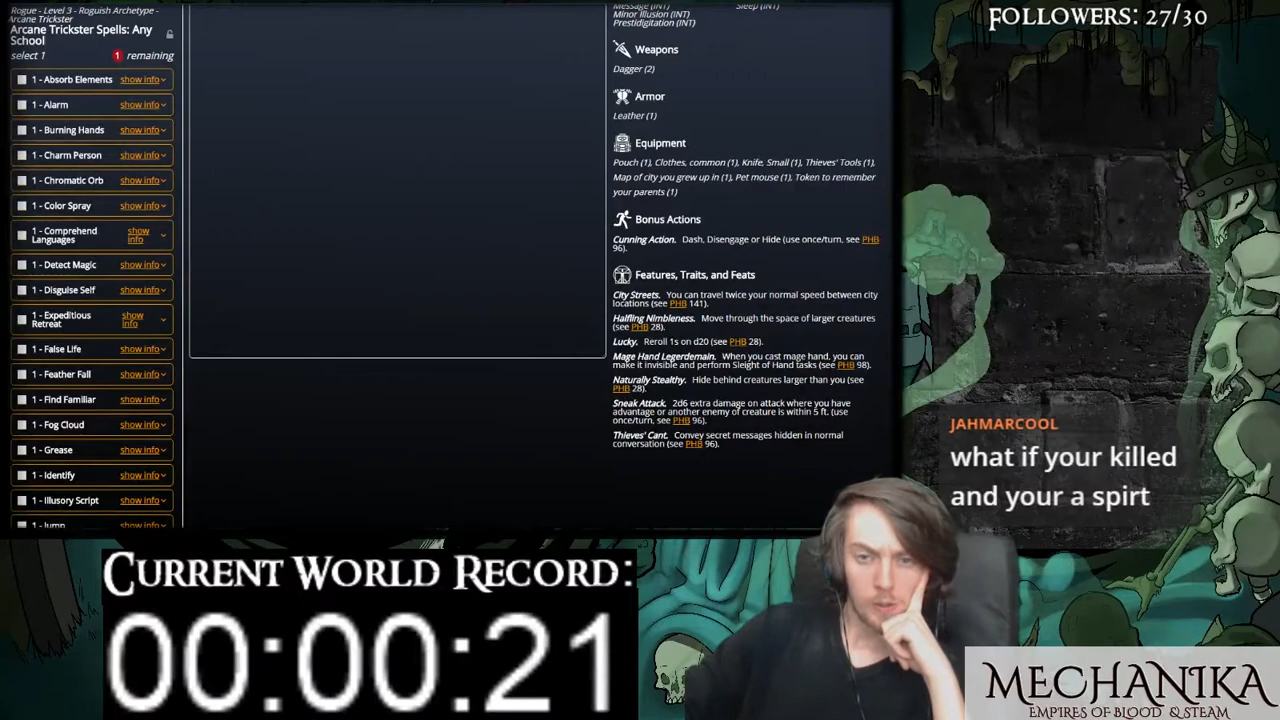 Rogue - Level 3 - Roguish Archetype -
Arcane Trickster
Arcane Trickster Spells: Any
School
select 1
1 remaining
1 - Absorb Elements show info
1 - Alarm show info
1 - Burning Hands show info
1 - Charm Person show info
1 - Chromatic Orb show info
1 - Color Spray show info
1 - Comprehend
Languages show
info
1 - Detect Magic show info
1 - Disguise Self show info
1 - Expeditious
Retreat show
info
1 - False Life show info
1 - Feather Fall show info
1 - Find Familiar show info
1 - Fog Cloud show info
1 - Grease show info
1 - Identify show info
1 - Illusory Script show info
1 - Jump show info
Message (INT) Sleep (INT)
Minor Illusion (INT)
Prestidigitation (INT)
Weapons
Dagger (2)
Armor
Leather (1)
Equipment
Pouch (1), Clothes, common (1), Knife, Small (1), Thieves' Tools (1),
Map of city you grew up in (1), Pet mouse (1), Token to remember
your parents (1)
Bonus Actions
Cunning Action. Dash, Disengage or Hide (use once/turn, see PHB
96).
Features, Traits, and Feats
City Streets. You can travel twice your normal speed between city
locations (see PHB 141).
Halfling Nimbleness. Move through the space of larger creatures
(see PHB 28).
Lucky. Reroll 1s on d20 (see PHB 28).
Mage Hand Legerdemain. When you cast mage hand, you can
make it invisible and perform Sleight of Hand tasks (see PHB 98).
Naturally Stealthy. Hide behind creatures larger than you (see
PHB 28).
Sneak Attack. 2d6 extra damage on attack where you have
advantage or another enemy of creature is within 5 ft. (use
once/turn, see PHB 96).
Thieves' Cant. Convey secret messages hidden in normal
conversation (see PHB 96).
FOLLOWERS: 27/30
JAHMARCOOL
what if your killed
and your a spirt
CURRENT WORLD RECORD:
00:00:21
MECHANIKA
EMPIRES OF BLOOD & STEAM